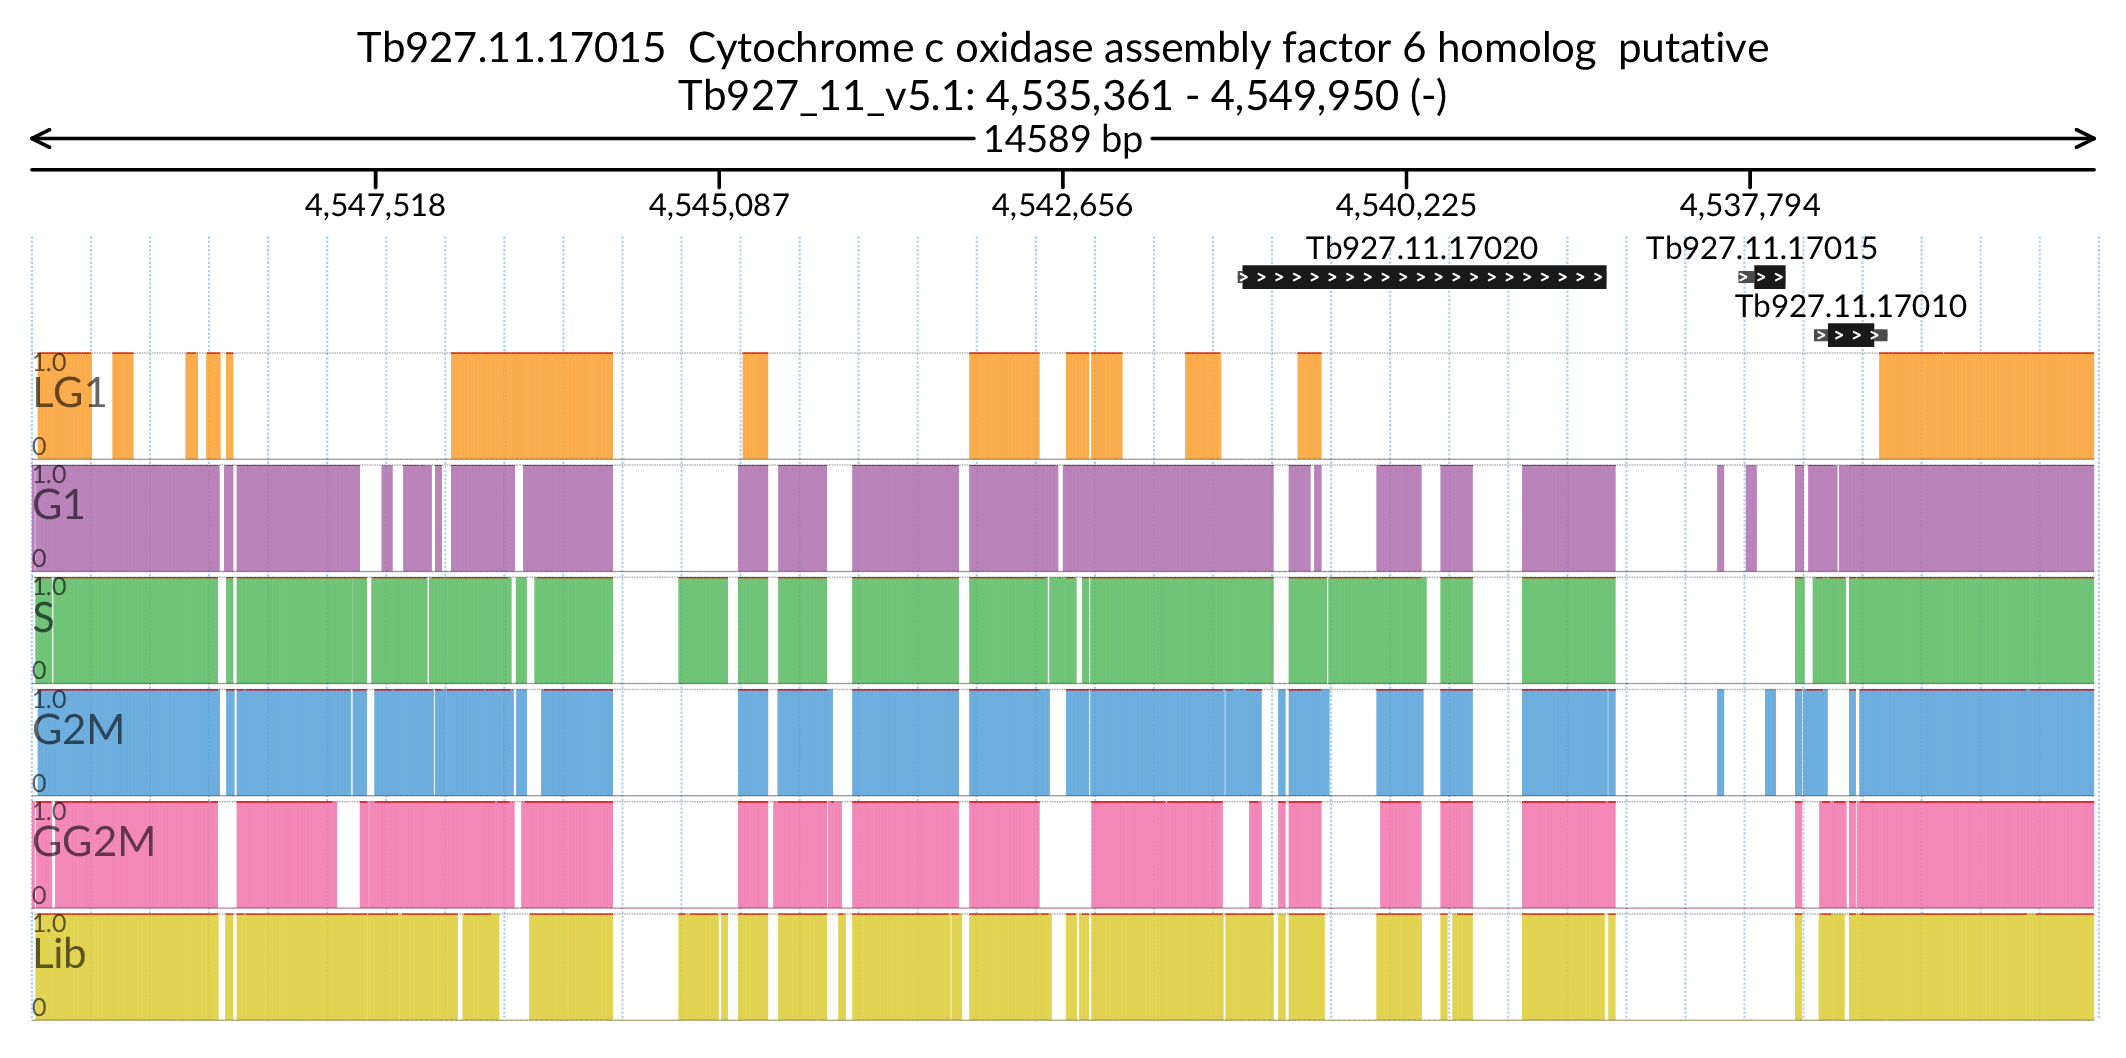 Tb927.11.17015 Cytochrome c oxidase assembly factor 6 homolog putative
Tb927_11_v5.1: 4,535,361 - 4,549,950 (-)
14589 bp
4,547,518 4,545,087 4,542,656 4,540,225 4,537,794
Tb927.11.17020 Tb927.11.17015
Tb927.11.17010
1.0
LG1
0
1.0
G1
0
1.0
S
0
1.0
G2M
0
1.0
GG2M
0
1.0
Lib
0